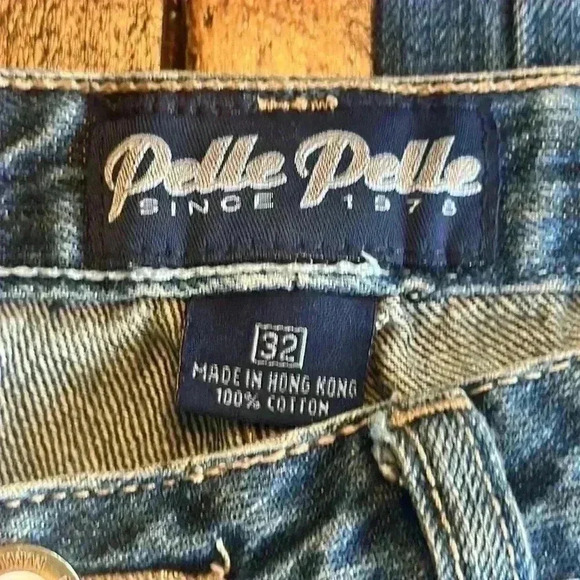 Pelle Pelle
SINCE 1978
32
MADE IN HONG KONG
100% COTTON